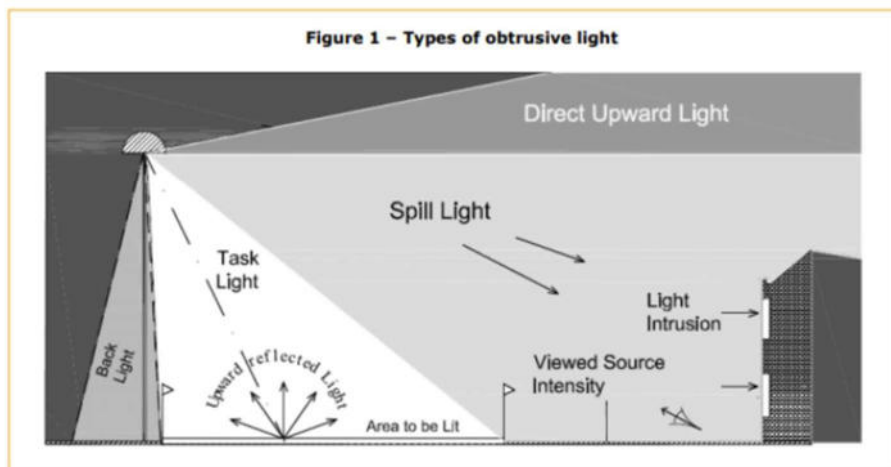 Figure 1 – Types of obtrusive light
Direct Upward Light
Spill Light
Task
Light
Light
Intrusion
Back
Light
Upward reflected Light
Viewed Source
Intensity
Area to be Lit